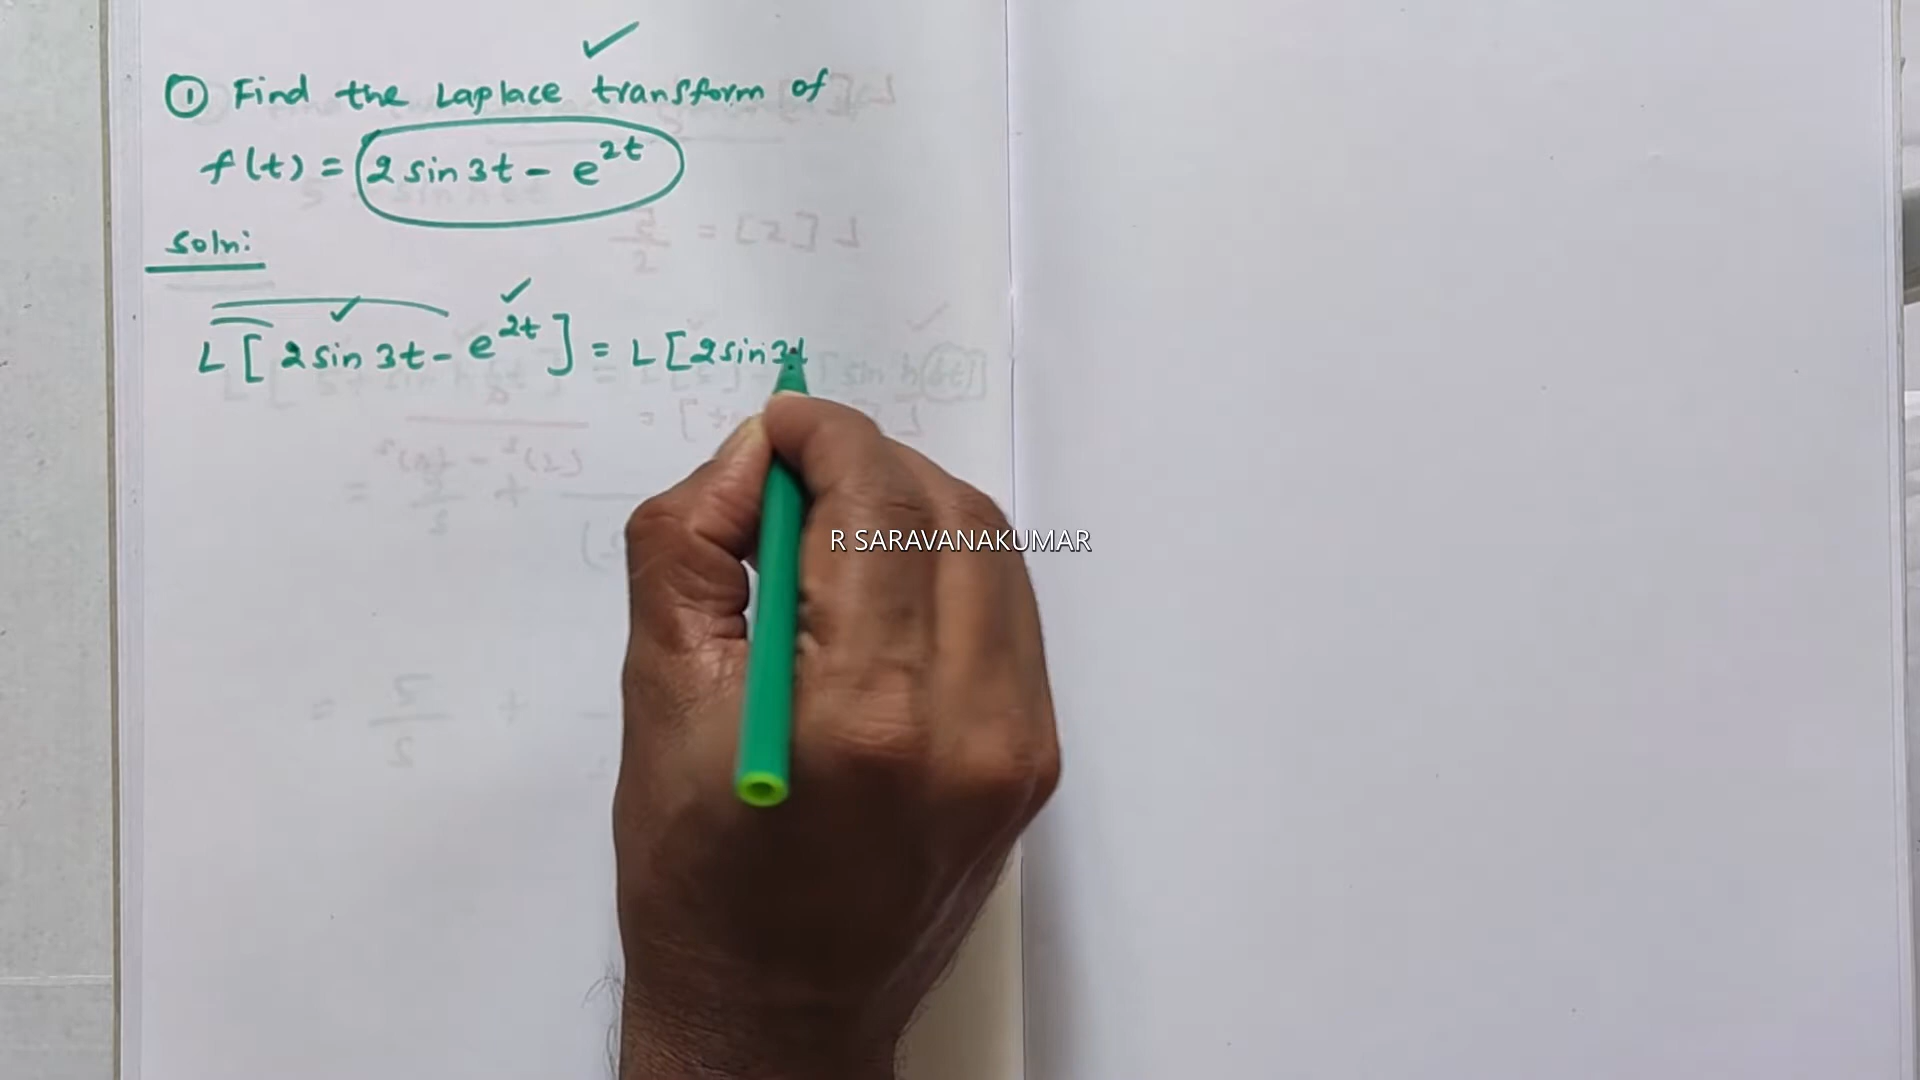 ① Find the Laplace transform of
f(t) = 2 sin 3t - e^{2t}
Soln:
L [ 2 sin 3t - e^{2t} ] = L [ 2 sin 3t
R SARAVANAKUMAR